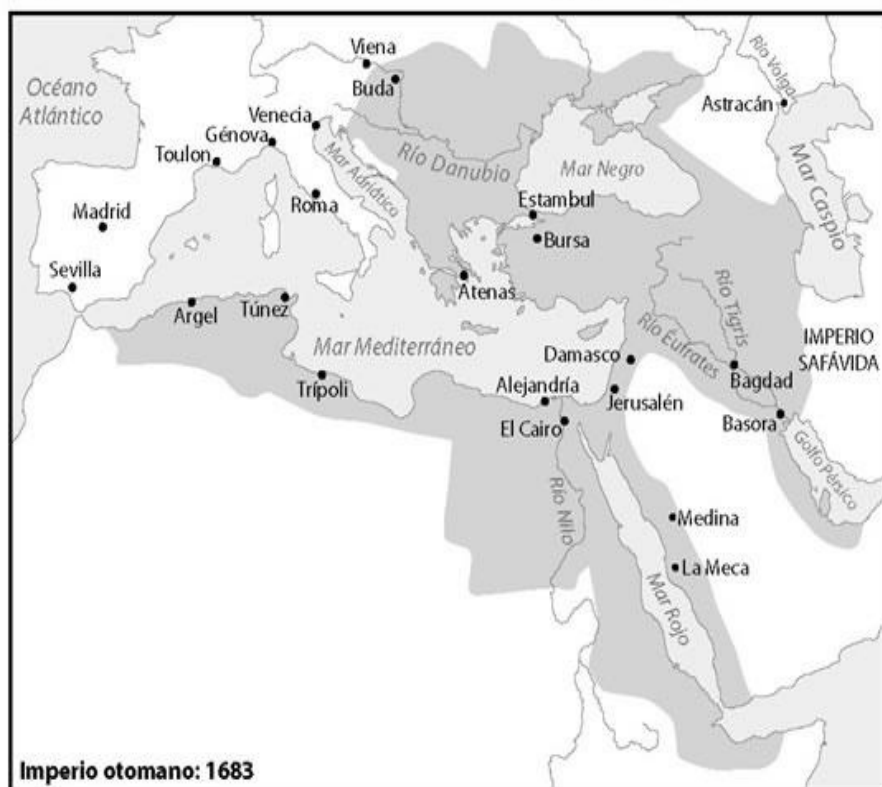 Viena
Buda
Río Volga
Océano
Atlántico
Astracán
Venecia
Génova
Toulon
Mar Adriático
Río Danubio
Mar Negro
Mar Caspio
Madrid
Roma
Estambul
Bursa
Sevilla
Argel
Túnez
Atenas
Río Tigris
Mar Mediterráneo
Río Éufrates
IMPERIO
SAFÁVIDA
Damasco
Bagdad
Trípoli
Alejandría
Jerusalén
El Cairo
Basora
Golfo Pérsico
Río Nilo
Medina
La Meca
Mar Rojo
Imperio otomano: 1683